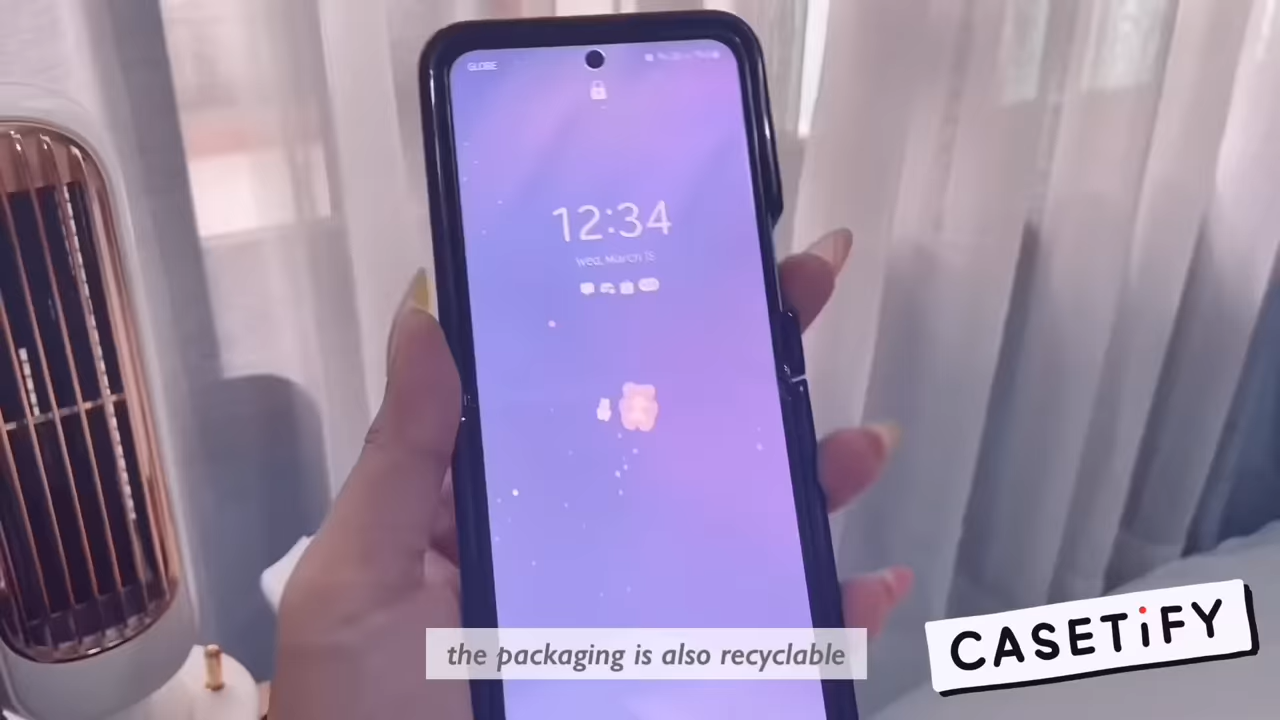 GLOBE
12:34
Wed, March 15
the packaging is also recyclable
CASETiFY